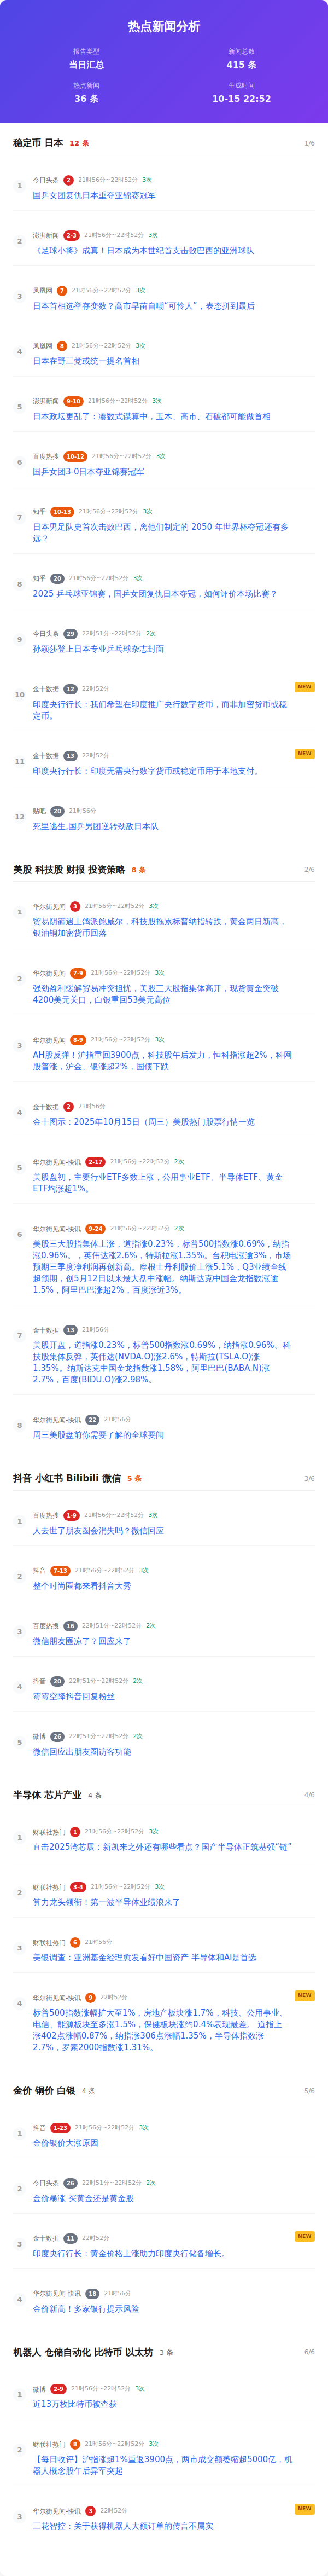 热点新闻分析
报告类型
当日汇总
新闻总数
415 条
热点新闻
36 条
生成时间
10-15 22:52
稳定币 日本 12 条 1/6
1
今日头条 2 21时56分~22时52分 3次
国乒女团复仇日本重夺亚锦赛冠军
2
澎湃新闻 2-3 21时56分~22时52分 3次
《足球小将》成真！日本成为本世纪首支击败巴西的亚洲球队
3
凤凰网 7 21时56分~22时52分 3次
日本首相选举存变数？高市早苗自嘲“可怜人”，表态拼到最后
4
凤凰网 8 21时56分~22时52分 3次
日本在野三党或统一提名首相
5
澎湃新闻 9-10 21时56分~22时52分 3次
日本政坛更乱了：凑数式谋算中，玉木、高市、石破都可能做首相
6
百度热搜 10-12 21时56分~22时52分 3次
国乒女团3-0日本夺亚锦赛冠军
7
知乎 10-13 21时56分~22时52分 3次
日本男足队史首次击败巴西，离他们制定的 2050 年世界杯夺冠还有多
远？
8
知乎 20 21时56分~22时52分 3次
2025 乒乓球亚锦赛，国乒女团复仇日本夺冠，如何评价本场比赛？
9
今日头条 29 22时51分~22时52分 2次
孙颖莎登上日本专业乒乓球杂志封面
10
金十数据 12 22时52分 NEW
印度央行行长：我们希望在印度推广央行数字货币，而非加密货币或稳
定币。
11
金十数据 13 22时52分 NEW
印度央行行长：印度无需央行数字货币或稳定币用于本地支付。
12
贴吧 20 21时56分
死里逃生,国乒男团逆转劲敌日本队
美股 科技股 财报 投资策略 8 条 2/6
1
华尔街见闻 3 21时56分~22时52分 3次
贸易阴霾遇上鸽派鲍威尔，科技股拖累标普纳指转跌，黄金两日新高，
银油铜加密货币回落
2
华尔街见闻 7-9 21时56分~22时52分 3次
强劲盈利缓解贸易冲突担忧，美股三大股指集体高开，现货黄金突破
4200美元关口，白银重回53美元高位
3
华尔街见闻 8-9 21时56分~22时52分 3次
AH股反弹！沪指重回3900点，科技股午后发力，恒科指涨超2%，科网
股普涨，沪金、银涨超2%，国债下跌
4
金十数据 2 21时56分
金十图示：2025年10月15日（周三）美股热门股票行情一览
5
华尔街见闻-快讯 2-17 21时56分~22时52分 2次
美股盘初，主要行业ETF多数上涨，公用事业ETF、半导体ETF、黄金
ETF均涨超1%。
6
华尔街见闻-快讯 9-24 21时56分~22时52分 2次
美股三大股指集体上涨，道指涨0.23%，标普500指数涨0.69%，纳指
涨0.96%。，英伟达涨2.6%，特斯拉涨1.35%。台积电涨逾3%，市场
预期三季度净利润再创新高。摩根士丹利股价上涨5.1%，Q3业绩全线
超预期，创5月12日以来最大盘中涨幅。纳斯达克中国金龙指数涨逾
1.5%，阿里巴巴涨超2%，百度涨近3%。
7
金十数据 13 21时56分
美股开盘，道指涨0.23%，标普500指数涨0.69%，纳指涨0.96%。科
技股集体反弹，英伟达(NVDA.O)涨2.6%，特斯拉(TSLA.O)涨
1.35%。纳斯达克中国金龙指数涨1.58%，阿里巴巴(BABA.N)涨
2.7%，百度(BIDU.O)涨2.98%。
8
华尔街见闻-快讯 22 21时56分
周三美股盘前你需要了解的全球要闻
抖音 小红书 Bilibili 微信 5 条 3/6
1
百度热搜 1-9 21时56分~22时52分 3次
人去世了朋友圈会消失吗？微信回应
2
抖音 7-13 21时56分~22时52分 3次
整个时尚圈都来看抖音大秀
3
百度热搜 16 22时51分~22时52分 2次
微信朋友圈凉了？回应来了
4
抖音 20 22时51分~22时52分 2次
霉霉空降抖音回复粉丝
5
微博 26 22时51分~22时52分 2次
微信回应出朋友圈访客功能
半导体 芯片产业 4 条 4/6
1
财联社热门 1 21时56分~22时52分 3次
直击2025湾芯展：新凯来之外还有哪些看点？国产半导体正筑基强“链”
2
财联社热门 3-4 21时56分~22时52分 3次
算力龙头领衔！第一波半导体业绩浪来了
3
财联社热门 6 21时56分
美银调查：亚洲基金经理愈发看好中国资产 半导体和AI是首选
4
华尔街见闻-快讯 9 22时52分 NEW
标普500指数涨幅扩大至1%，房地产板块涨1.7%，科技、公用事业、
电信、能源板块至多涨1.5%，保健板块涨约0.4%表现最差。 道指上
涨402点涨幅0.87%，纳指涨306点涨幅1.35%，半导体指数涨
2.7%，罗素2000指数涨1.31%。
金价 铜价 白银 4 条 5/6
1
抖音 1-23 21时56分~22时52分 3次
金价银价大涨原因
2
今日头条 26 22时51分~22时52分 2次
金价暴涨 买黄金还是黄金股
3
金十数据 11 22时52分 NEW
印度央行行长：黄金价格上涨助力印度央行储备增长。
4
华尔街见闻-快讯 18 21时56分
金价新高！多家银行提示风险
机器人 仓储自动化 比特币 以太坊 3 条 6/6
1
微博 2-9 21时56分~22时52分 3次
近13万枚比特币被查获
2
财联社热门 8 21时56分~22时52分 3次
【每日收评】沪指涨超1%重返3900点，两市成交额萎缩超5000亿，机
器人概念股午后异军突起
3
华尔街见闻-快讯 3 22时52分 NEW
三花智控：关于获得机器人大额订单的传言不属实